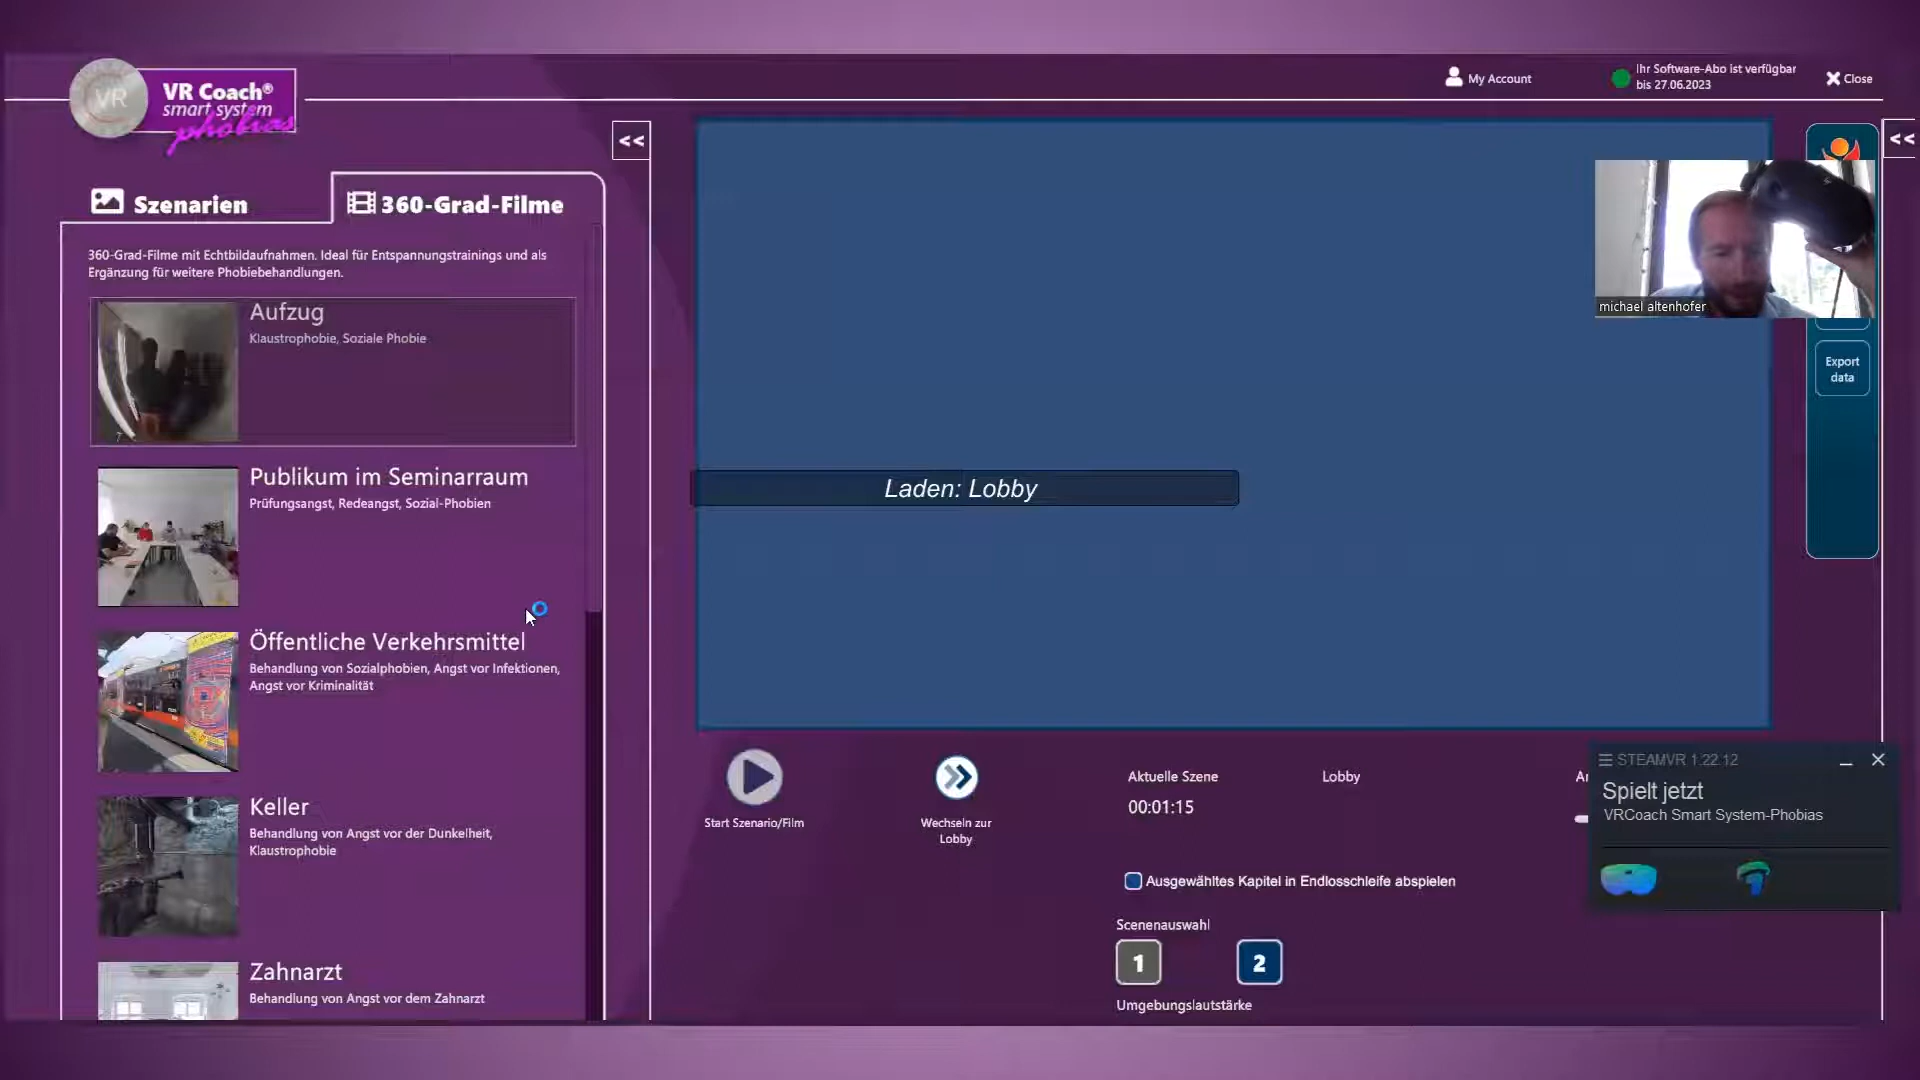 VR
VR Coach®
smart system
phobias
My Account
Ihr Software-Abo ist verfügbar
bis 27.06.2023
Close
<<
<<
Szenarien
360-Grad-Filme
360-Grad-Filme mit Echtbildaufnahmen. Ideal für Entspannungstrainings und als
Ergänzung für weitere Phobiebehandlungen.
Aufzug
Klaustrophobie, Soziale Phobie
Publikum im Seminarraum
Prüfungsangst, Redeangst, Sozial-Phobien
Öffentliche Verkehrsmittel
Behandlung von Sozialphobien, Angst vor Infektionen,
Angst vor Kriminalität
Keller
Behandlung von Angst vor der Dunkelheit,
Klaustrophobie
Zahnarzt
Behandlung von Angst vor dem Zahnarzt
Laden: Lobby
michael altenhofer
Export
data
Start Szenario/Film
Wechseln zur
Lobby
Aktuelle Szene
Lobby
00:01:15
Ausgewähltes Kapitel in Endlosschleife abspielen
Scenenauswahl
1
2
Umgebungslautstärke
STEAMVR 1.22.12
Spielt jetzt
VRCoach Smart System-Phobias